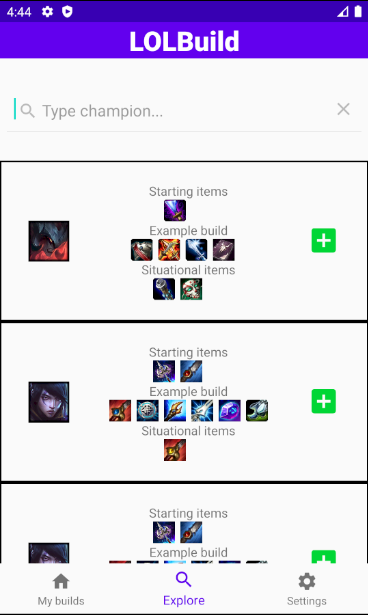 4:44
LOLBuild
Type champion...
Starting items
Example build
Situational items
Starting items
Example build
Situational items
Starting items
Example build
My builds
Explore
Settings